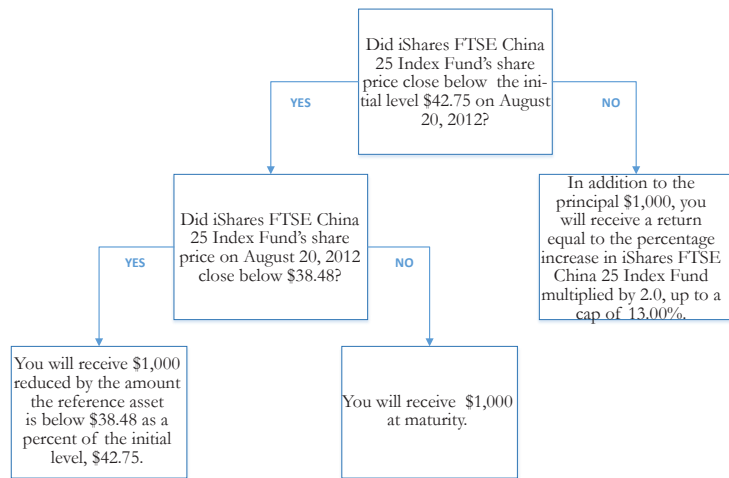 Did iShares FTSE China
25 Index Fund's share
price close below the ini-
tial level $42.75 on August
20, 2012?
YES
NO
Did iShares FTSE China
25 Index Fund's share
price on August 20, 2012
close below $38.48?
In addition to the
principal $1,000, you
will receive a return
equal to the percentage
increase in iShares FTSE
China 25 Index Fund
multiplied by 2.0, up to a
cap of 13.00%.
YES
NO
You will receive $1,000
reduced by the amount
the reference asset
is below $38.48 as a
percent of the initial
level, $42.75.
You will receive $1,000
at maturity.